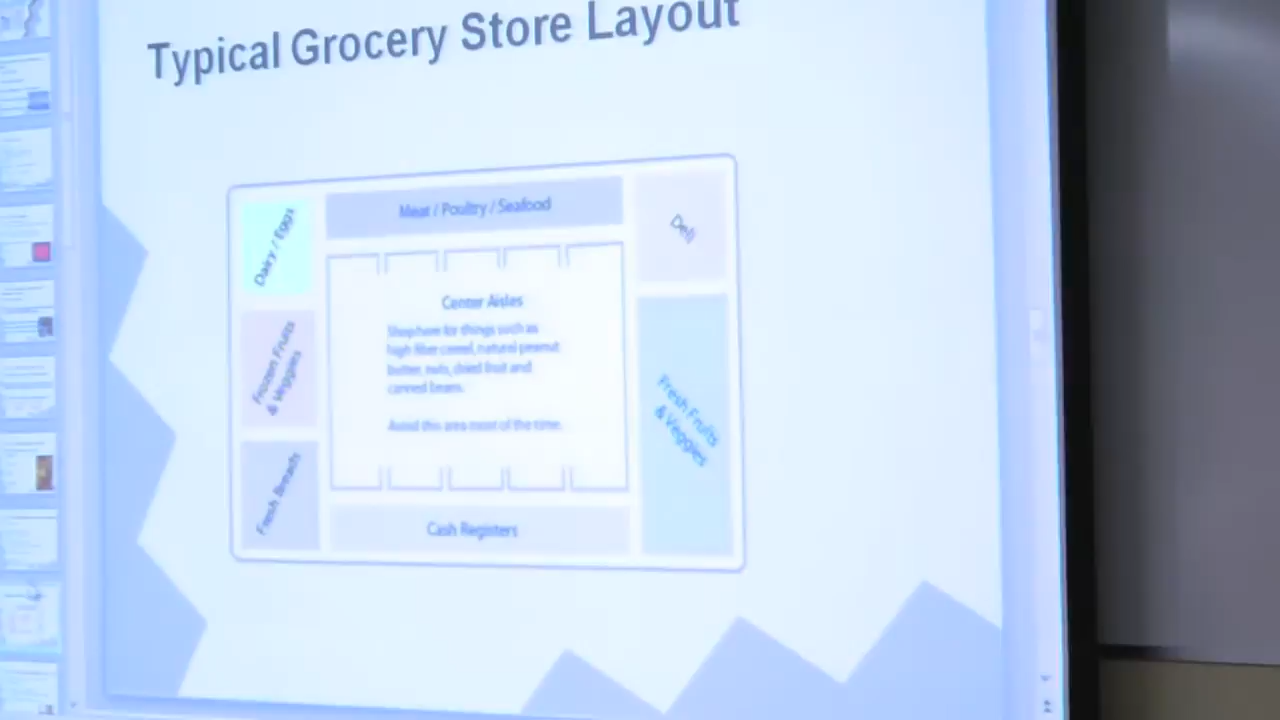 Typical Grocery Store Layout
Meat / Poultry / Seafood
Deli
Dairy / Eggs
Center Aisles
Shop here for things such as
high fiber cereal, natural peanut
butter, nuts, dried fruit and
canned beans.
Avoid this area most of the time.
Frozen Fruits
& Veggies
Fresh Fruits
& Veggies
Fresh Breads
Cash Registers